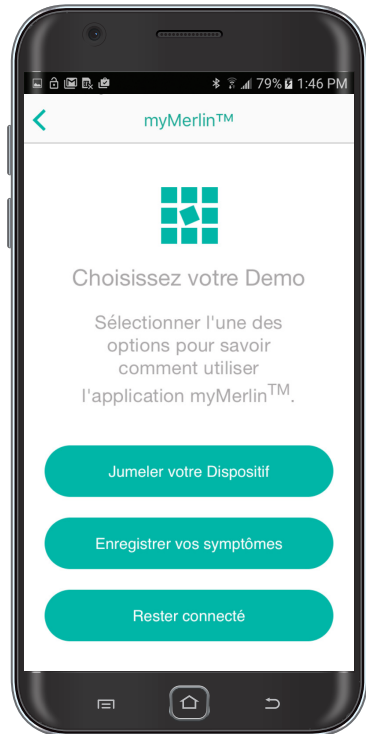 79% 1:46 PM
myMerlin™
Choisissez votre Demo
Sélectionner l'une des
options pour savoir
comment utiliser
l'application myMerlin™.
Jumeler votre Dispositif
Enregistrer vos symptômes
Rester connecté